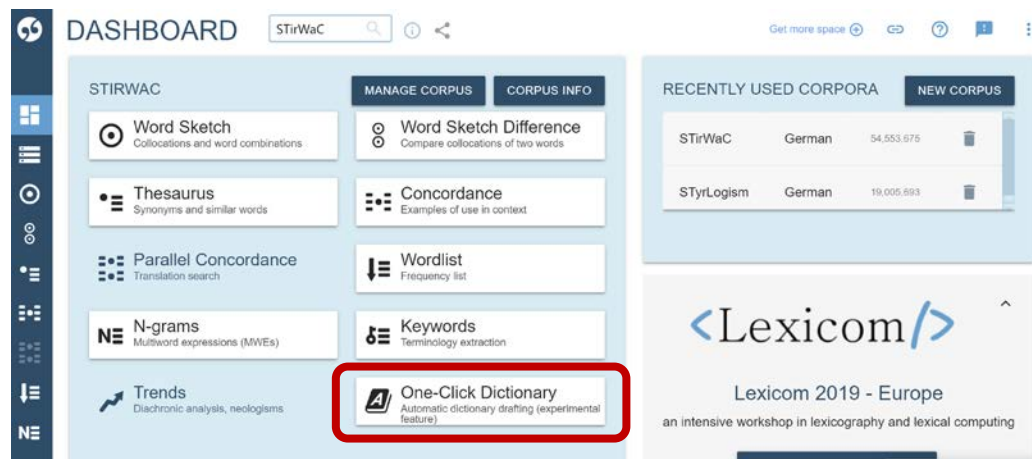 DASHBOARD
STirWaC
Get more space
STIRWAC
MANAGE CORPUS
CORPUS INFO
Word Sketch
Collocations and word combinations
Word Sketch Difference
Compare collocations of two words
Thesaurus
Synonyms and similar words
Concordance
Examples of use in context
Parallel Concordance
Translation search
Wordlist
Frequency list
N-grams
Multiword expressions (MWEs)
Keywords
Terminology extraction
Trends
Diachronic analysis, neologisms
One-Click Dictionary
Automatic dictionary drafting (experimental
feature)
RECENTLY USED CORPORA
NEW CORPUS
STirWaC German 54,553,675
STyrLogism German 19,005,693
<Lexicom/>
Lexicom 2019 - Europe
an intensive workshop in lexicography and lexical computing